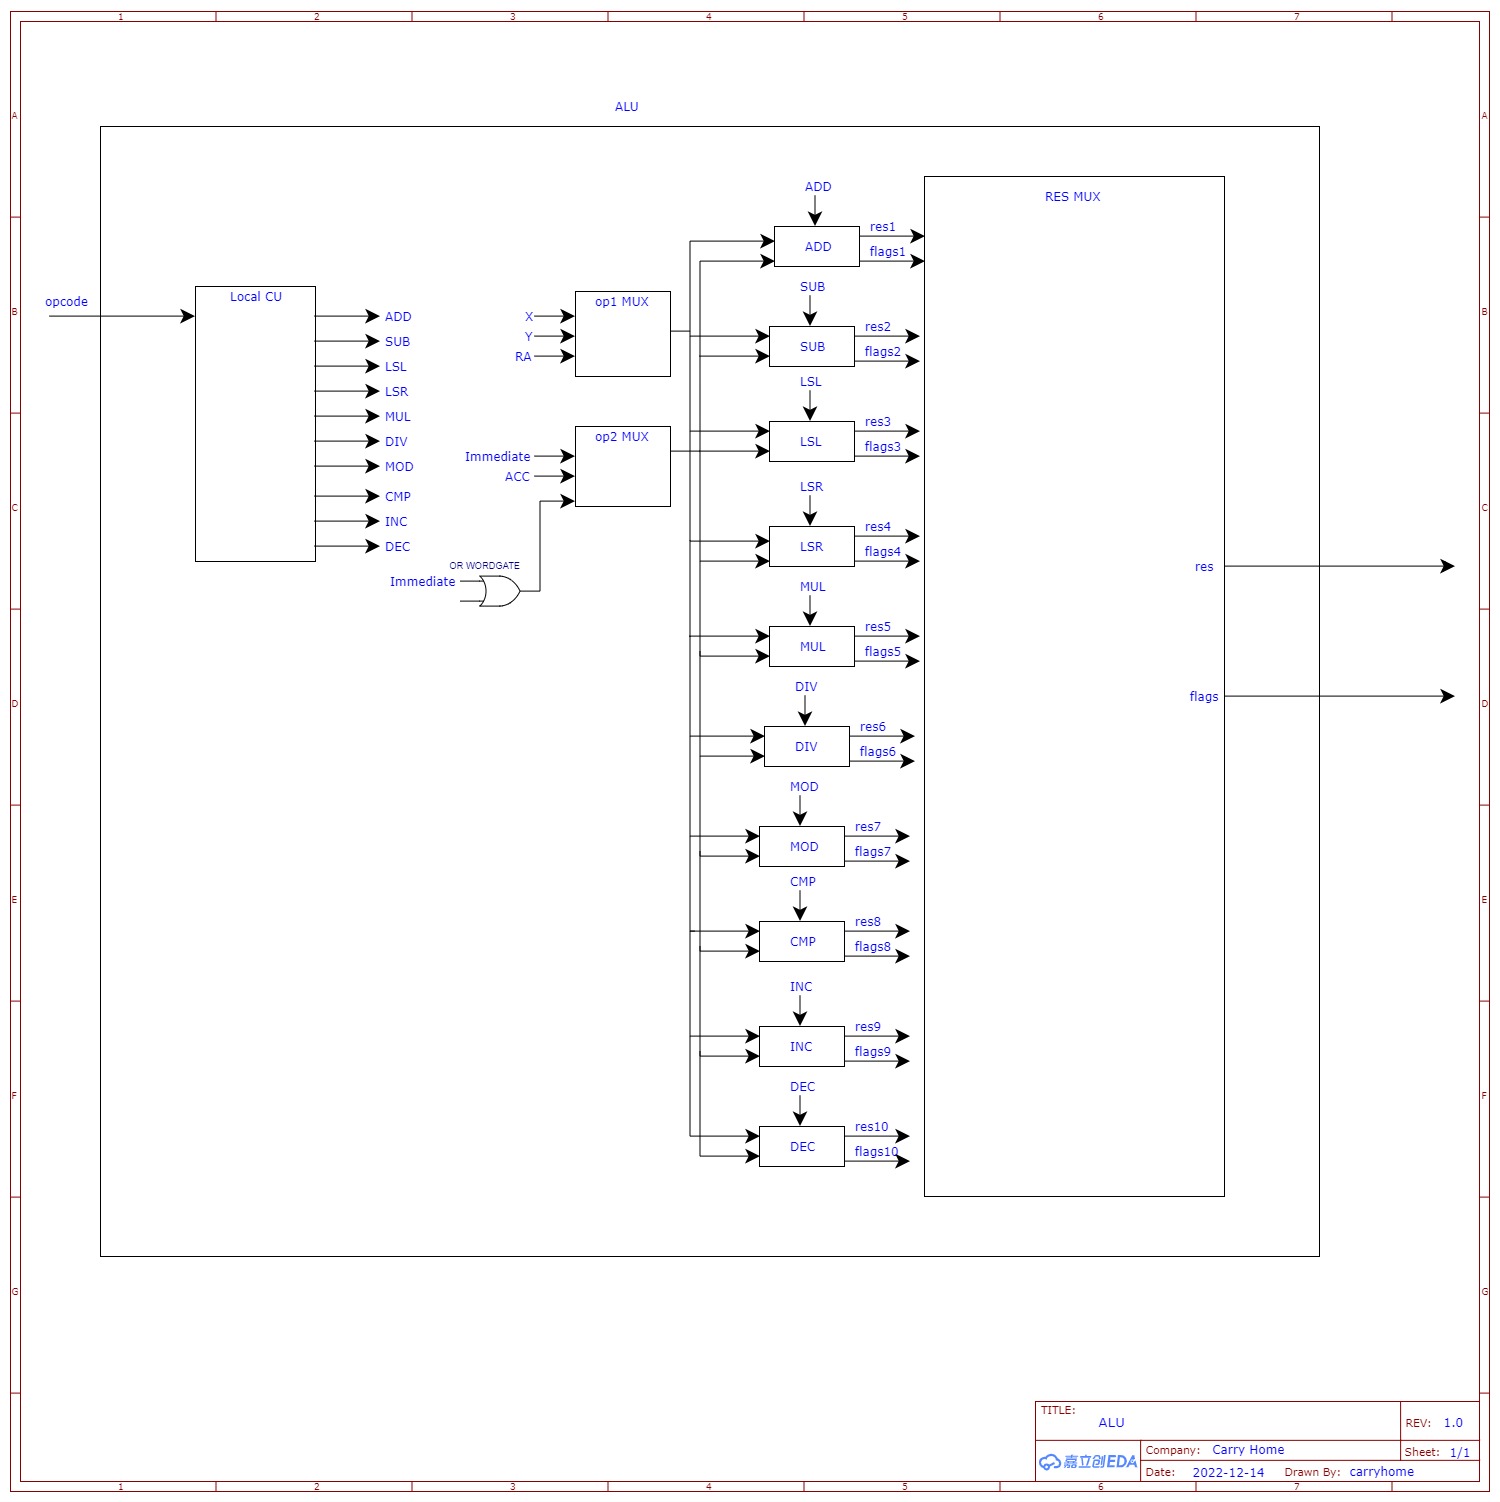 1 2 3 4 5 6 7
A A
ALU
ADD
RES MUX
res1
ADD
flags1
SUB
Local CU
op1 MUX
opcode
B B
X
ADD
res2
Y
SUB
SUB
flags2
RA
LSL
LSL
LSR
MUL
res3
op2 MUX
DIV
LSL
flags3
Immediate
MOD
ACC
LSR
CMP
C C
INC
res4
DEC
LSR
flags4
OR WORDGATE
res
Immediate
MUL
res5
MUL
flags5
DIV
flags
D D
res6
DIV
flags6
MOD
res7
MOD
flags7
CMP
E E
res8
CMP
flags8
INC
res9
INC
flags9
DEC
F F
res10
DEC
flags10
G G
TITLE:
ALU
REV: 1.0
嘉立创EDA
Company: Carry Home
Sheet: 1/1
Date: 2022-12-14 Drawn By: carryhome
1 2 3 4 5 6 7